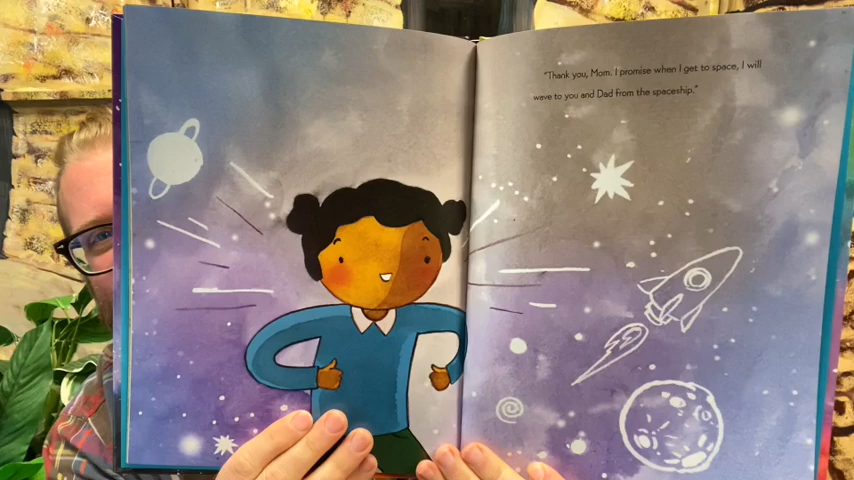 "Thank you, Mom. I promise when I get to space, I will
wave to you and Dad from the spaceship."